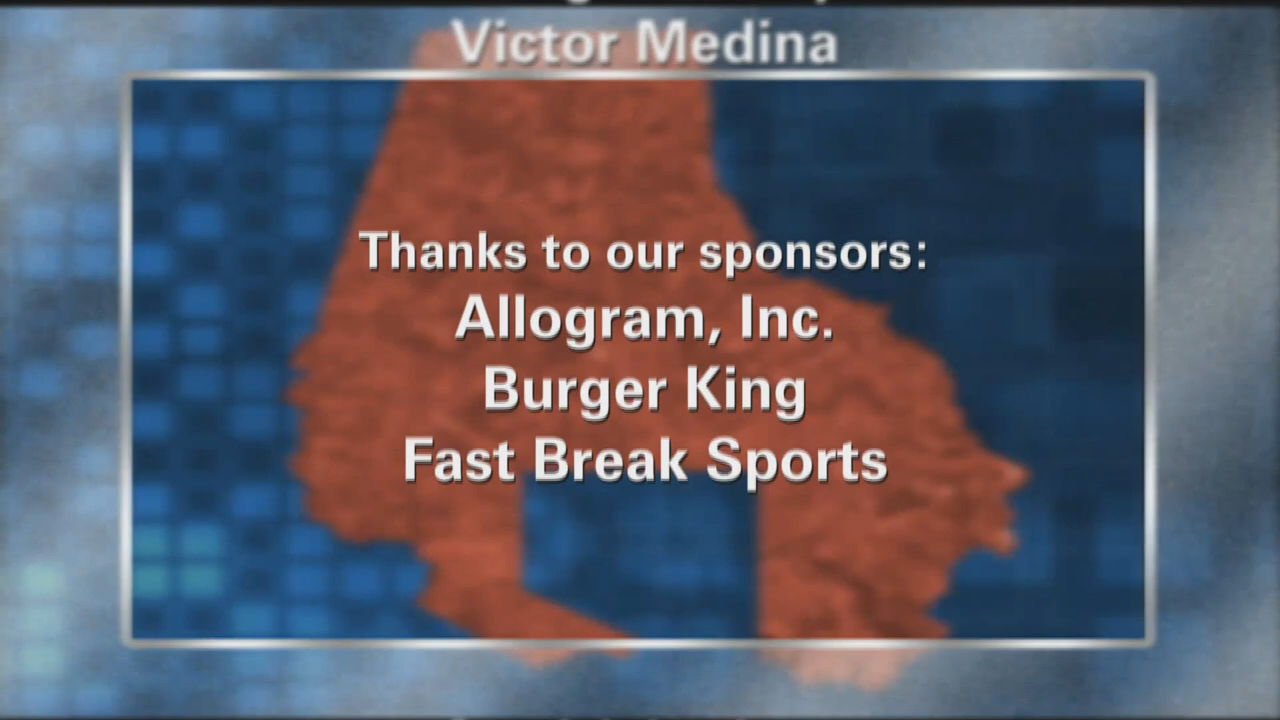 Victor Medina
Thanks to our sponsors:
Allogram, Inc.
Burger King
Fast Break Sports